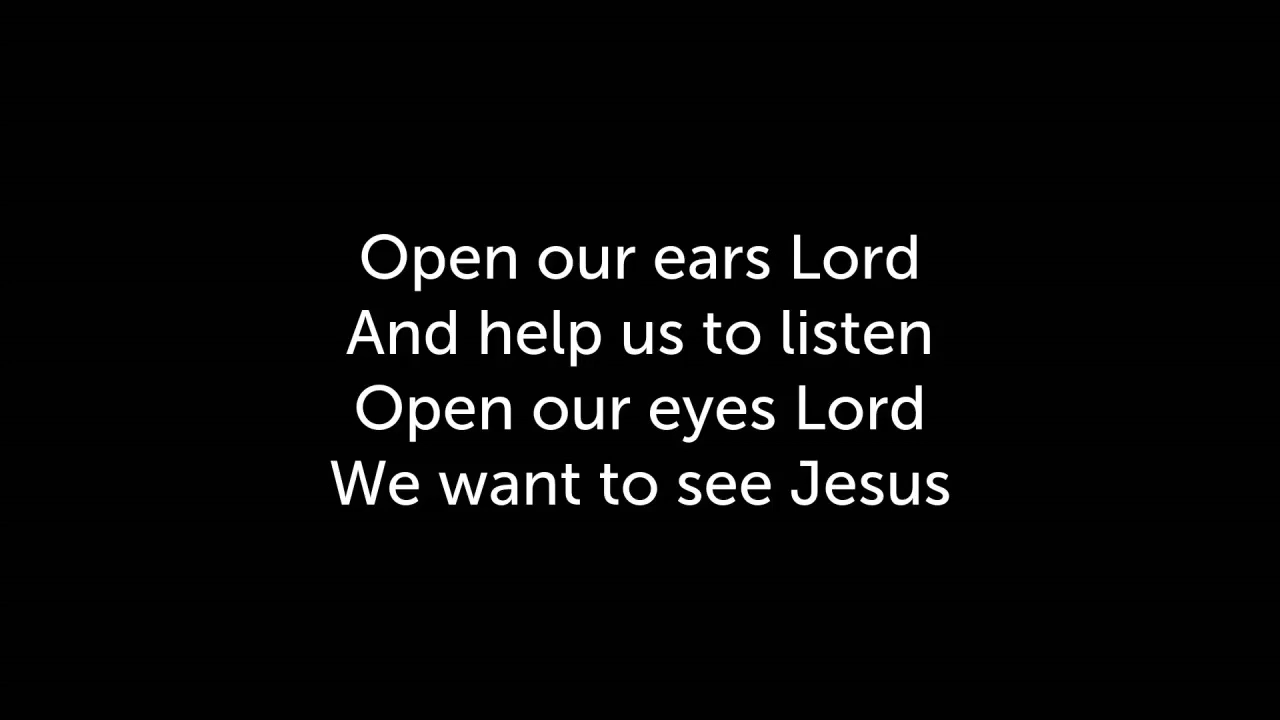 Open our ears Lord
And help us to listen
Open our eyes Lord
We want to see Jesus